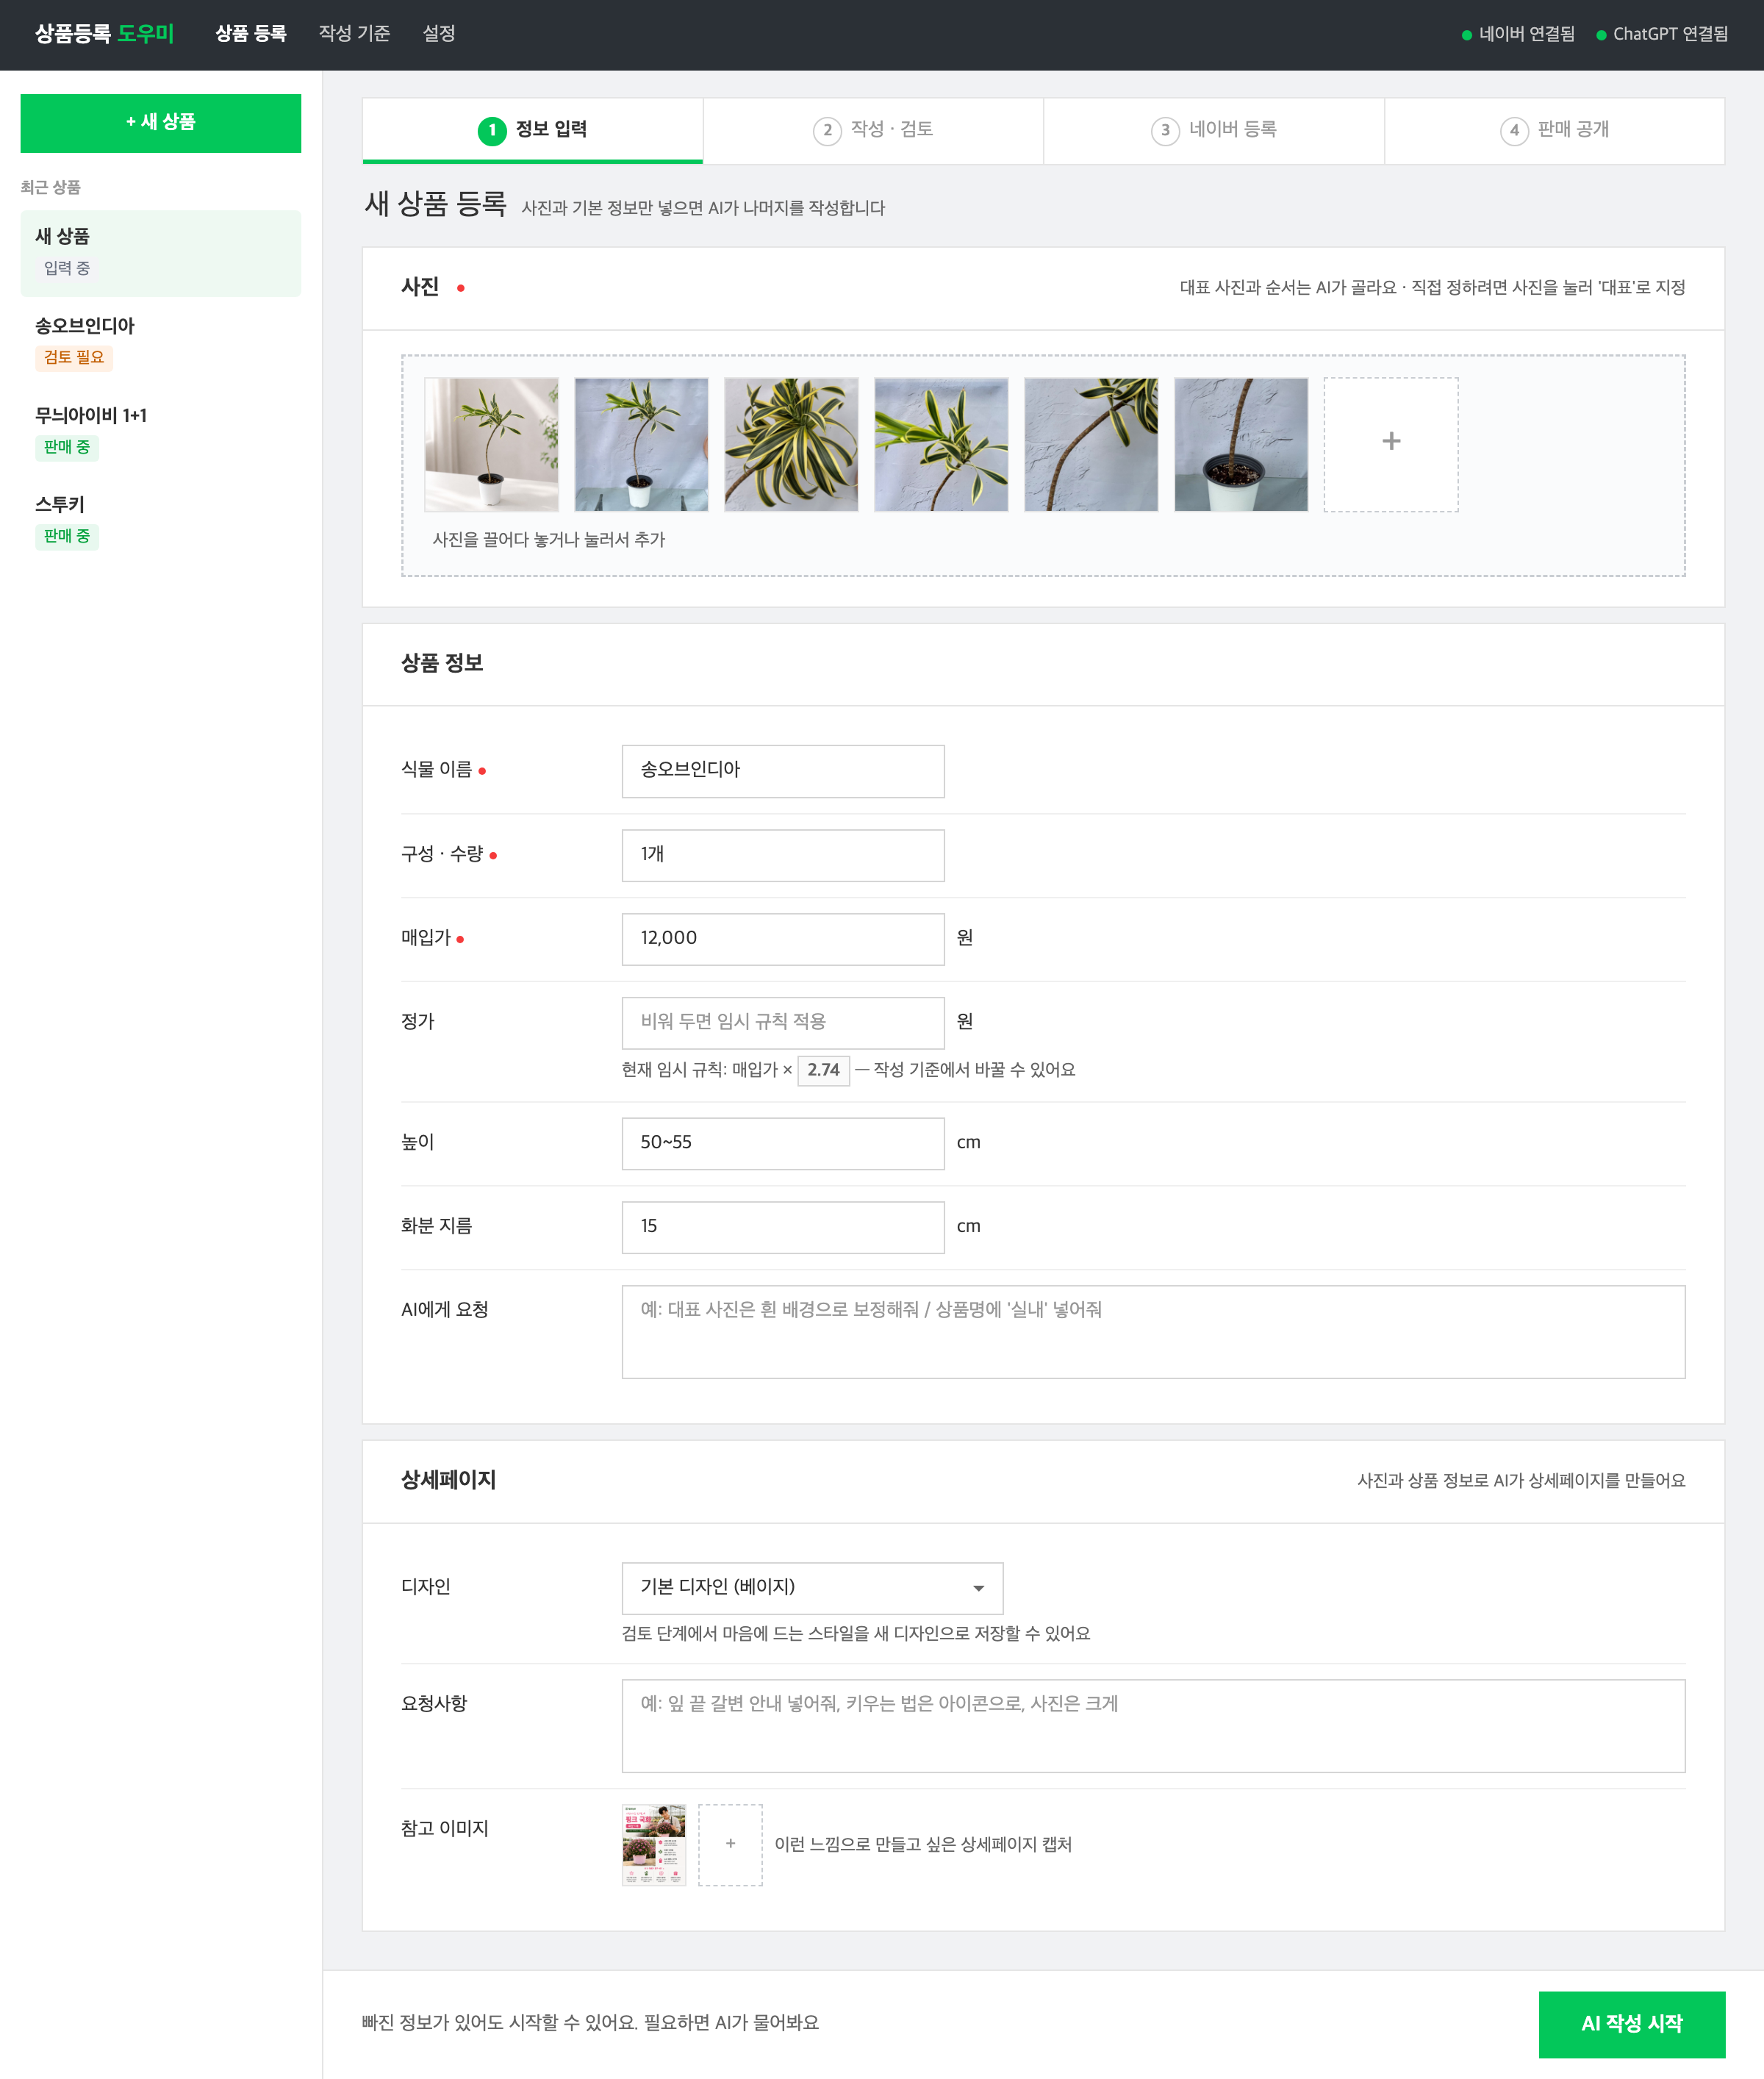 상품등록 도우미 상품 등록 작성 기준 설정 네이버 연결됨 ChatGPT 연결됨
+ 새 상품
최근 상품
새 상품
입력 중
송오브인디아
검토 필요
무늬아이비 1+1
판매 중
스투키
판매 중
1 정보 입력 2 작성 · 검토 3 네이버 등록 4 판매 공개
새 상품 등록 사진과 기본 정보만 넣으면 AI가 나머지를 작성합니다
사진 대표 사진과 순서는 AI가 골라요 · 직접 정하려면 사진을 눌러 '대표'로 지정
+
사진을 끌어다 놓거나 눌러서 추가
상품 정보
식물 이름 송오브인디아
구성 · 수량 1개
매입가 12,000 원
정가 비워 두면 임시 규칙 적용 원
현재 임시 규칙: 매입가 × 2.74 — 작성 기준에서 바꿀 수 있어요
높이 50~55 cm
화분 지름 15 cm
AI에게 요청 예: 대표 사진은 흰 배경으로 보정해줘 / 상품명에 '실내' 넣어줘
상세페이지 사진과 상품 정보로 AI가 상세페이지를 만들어요
디자인 기본 디자인 (베이지)
검토 단계에서 마음에 드는 스타일을 새 디자인으로 저장할 수 있어요
요청사항 예: 잎 끝 갈변 안내 넣어줘, 키우는 법은 아이콘으로, 사진은 크게
참고 이미지 + 이런 느낌으로 만들고 싶은 상세페이지 캡처
핑크 국화
빠진 정보가 있어도 시작할 수 있어요. 필요하면 AI가 물어봐요 AI 작성 시작